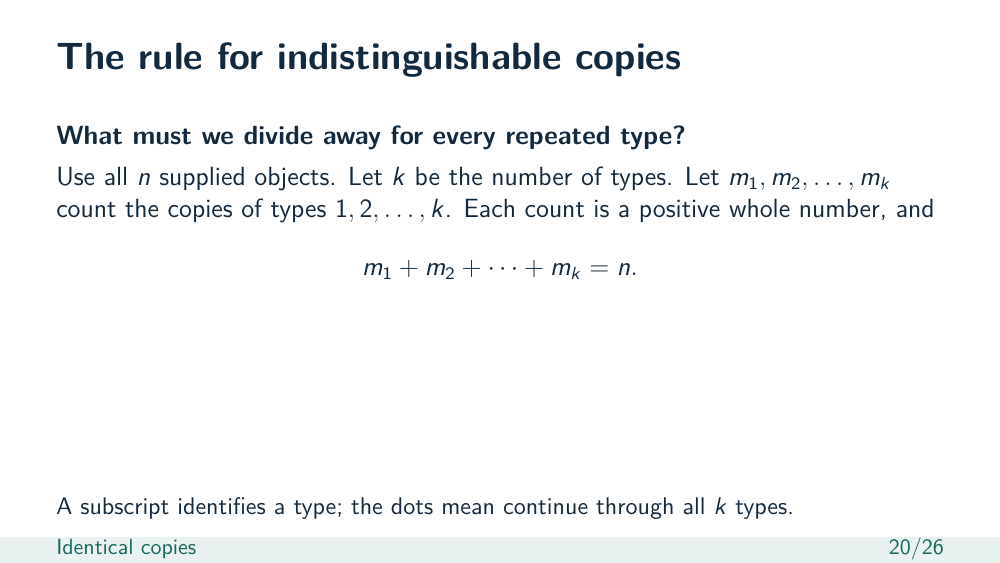 The rule for indistinguishable copies
What must we divide away for every repeated type?
Use all n supplied objects. Let k be the number of types. Let m₁, m₂, . . . , mₖ
count the copies of types 1, 2, . . . , k. Each count is a positive whole number, and
m₁ + m₂ + · · · + mₖ = n.
A subscript identifies a type; the dots mean continue through all k types.
Identical copies
20/26